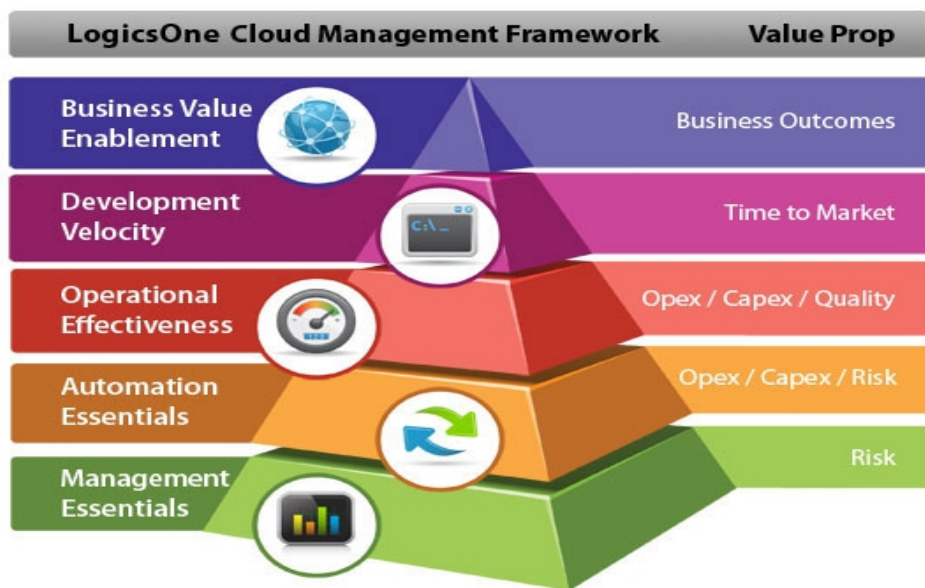 LogicsOne Cloud Management Framework Value Prop
Business Value
Enablement
Business Outcomes
Development
Velocity
C:\ _
Time to Market
Operational
Effectiveness
Opex / Capex / Quality
Automation
Essentials
Opex / Capex / Risk
Management
Essentials
Risk